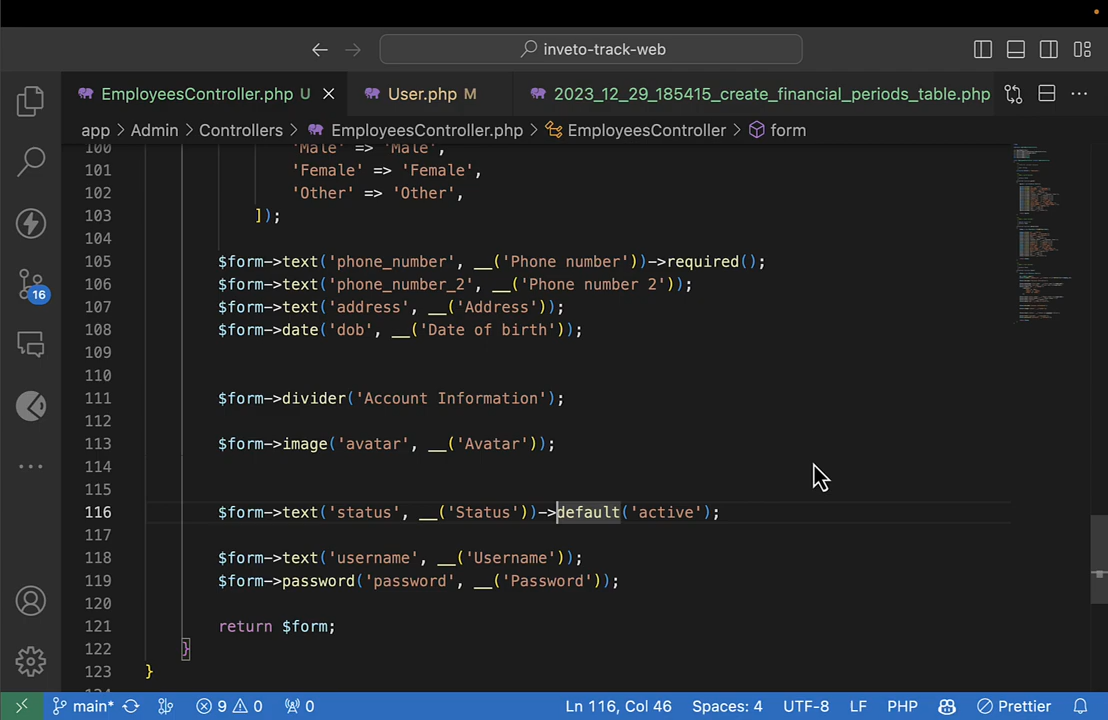 inveto-track-web
EmployeesController.php U
User.php M
2023_12_29_185415_create_financial_periods_table.php
app > Admin > Controllers > EmployeesController.php > EmployeesController > form
100 'Male' => 'Male',
101 'Female' => 'Female',
102 'Other' => 'Other',
103 ]);
104
105 $form->text('phone_number', __('Phone number'))->required();
106 $form->text('phone_number_2', __('Phone number 2'));
107 $form->text('address', __('Address'));
108 $form->date('dob', __('Date of birth'));
109
110
111 $form->divider('Account Information');
112
113 $form->image('avatar', __('Avatar'));
114
115
116 $form->text('status', __('Status'))->default('active');
117
118 $form->text('username', __('Username'));
119 $form->password('password', __('Password'));
120
121 return $form;
122 }
123 }
16
main* 9 0 0 Ln 116, Col 46 Spaces: 4 UTF-8 LF PHP Prettier